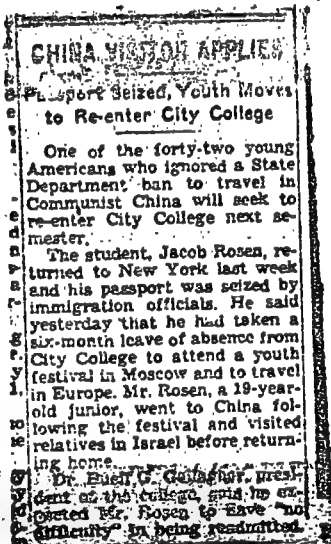 CHINA VISITOR APPLIES
Passport Seized, Youth Moves
to Re-enter City College
One of the forty-two young
Americans who ignored a State
Department ban to travel in
Communist China will seek to
re-enter City College next se-
mester.
The student, Jacob Rosen, re-
turned to New York last week
and his passport was seized by
immigration officials. He said
yesterday that he had taken a
six-month leave of absence from
City College to attend a youth
festival in Moscow and to travel
in Europe. Mr. Rosen, a 19-year-
old junior, went to China fol-
lowing the festival and visited
relatives in Israel before return-
ing home.
Dr. Buell G. Gallagher, presi-
dent of the college, said he ex-
pected Mr. Rosen to have "no
difficulty" in being readmitted.